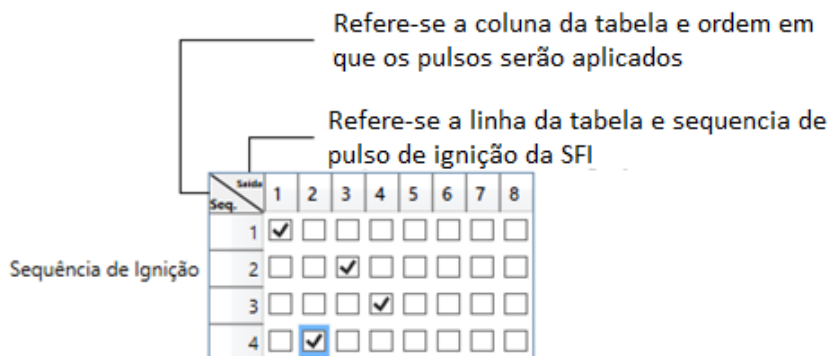 Refere-se a coluna da tabela e ordem em
que os pulsos serão aplicados
Refere-se a linha da tabela e sequencia de
pulso de ignição da SFI
Saída
Seq.
1 2 3 4 5 6 7 8
1
Sequência de Ignição 2
3
4